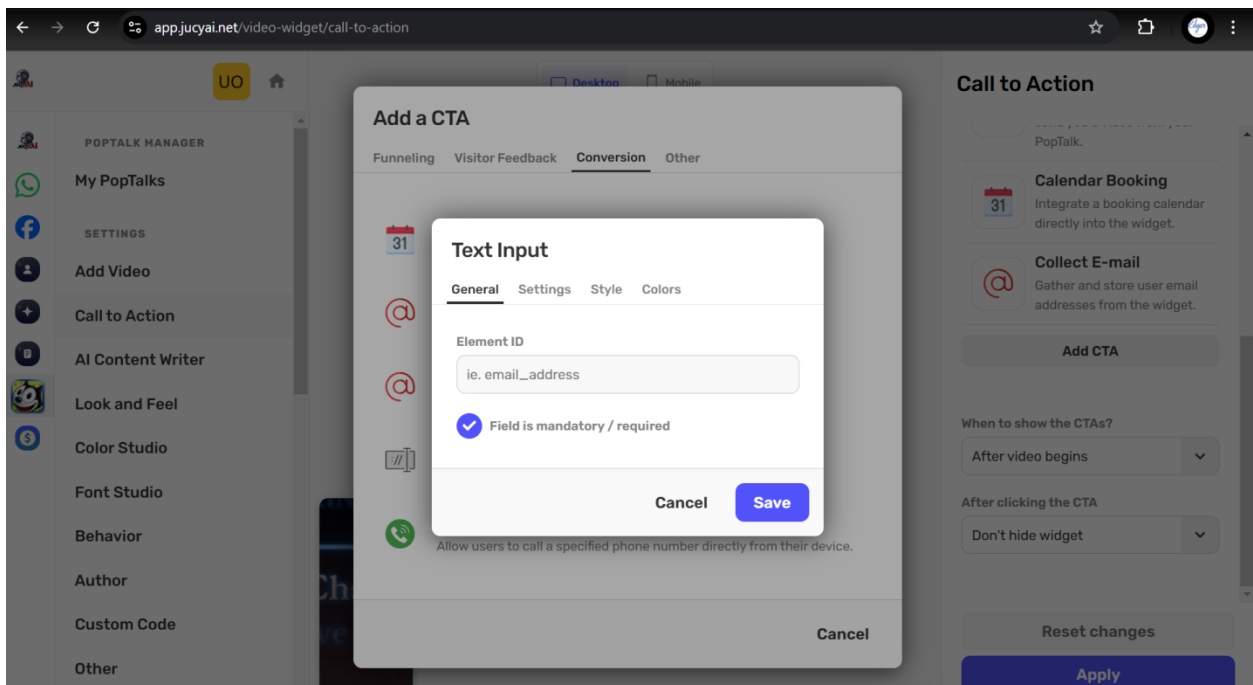 app.jucyai.net/video-widget/call-to-action
UO
POPTALK MANAGER
My PopTalks
SETTINGS
Add Video
Call to Action
AI Content Writer
Look and Feel
Color Studio
Font Studio
Behavior
Author
Custom Code
Other
Desktop
Mobile
Add a CTA
Funneling
Visitor Feedback
Conversion
Other
31
Text Input
General
Settings
Style
Colors
Element ID
ie. email_address
Field is mandatory / required
Cancel
Save
Allow users to call a specified phone number directly from their device.
Cancel
Call to Action
PopTalk.
31
Calendar Booking
Integrate a booking calendar
directly into the widget.
Collect E-mail
Gather and store user email
addresses from the widget.
Add CTA
When to show the CTAs?
After video begins
After clicking the CTA
Don't hide widget
Reset changes
Apply